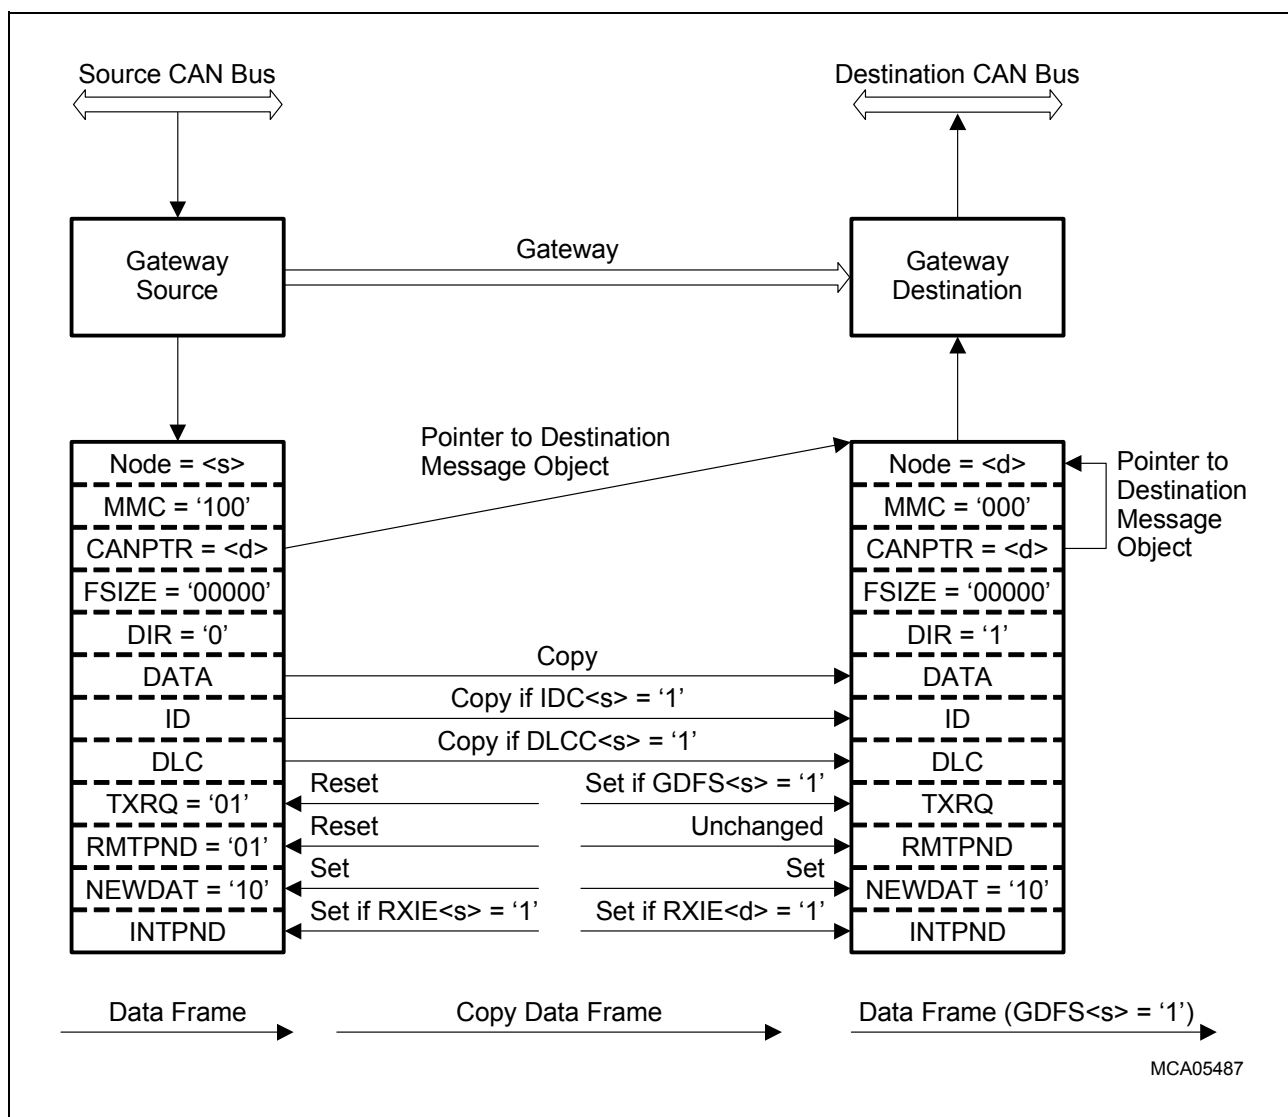 Source CAN Bus
Destination CAN Bus
Gateway
Source
Gateway
Gateway
Destination
Pointer to Destination
Message Object
Pointer to
Destination
Message
Object
Node = <s>
MMC = ‘100’
CANPTR = <d>
FSIZE = ‘00000’
DIR = ‘0’
DATA
ID
DLC
TXRQ = ‘01’
RMTPND = ‘01’
NEWDAT = ‘10’
INTPND
Copy
Copy if IDC<s> = ‘1’
Copy if DLCC<s> = ‘1’
Reset
Set if GDFS<s> = ‘1’
Reset
Unchanged
Set
Set
Set if RXIE<s> = ‘1’
Set if RXIE<d> = ‘1’
Node = <d>
MMC = ‘000’
CANPTR = <d>
FSIZE = ‘00000’
DIR = ‘1’
DATA
ID
DLC
TXRQ
RMTPND
NEWDAT = ‘10’
INTPND
Data Frame
Copy Data Frame
Data Frame (GDFS<s> = ‘1’)
MCA05487